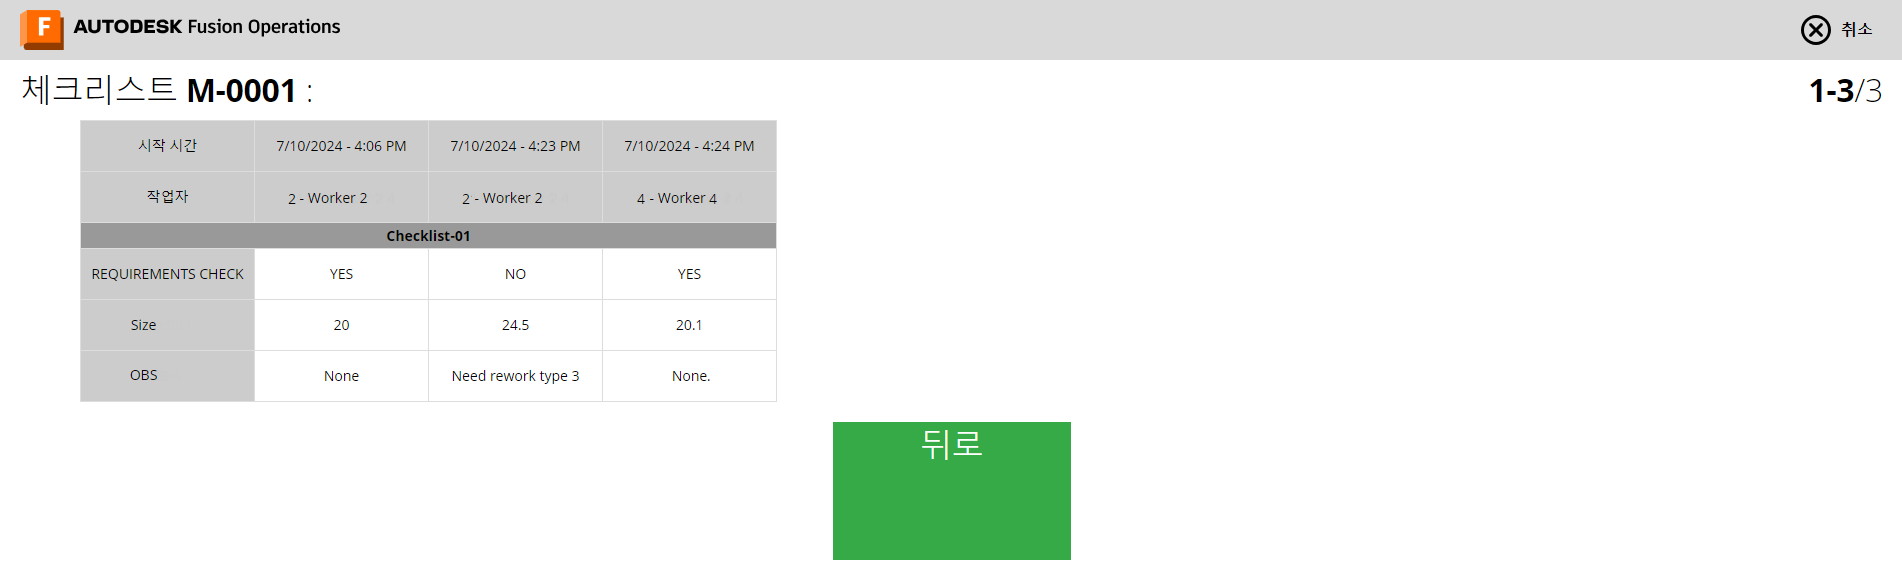 F AUTODESK Fusion Operations 취소
체크리스트 M-0001 : 1-3/3
시작 시간 7/10/2024 - 4:06 PM 7/10/2024 - 4:23 PM 7/10/2024 - 4:24 PM
작업자 2 - Worker 2 2 - Worker 2 4 - Worker 4
Checklist-01
REQUIREMENTS CHECK YES NO YES
Size 20 24.5 20.1
OBS None Need rework type 3 None.
뒤로